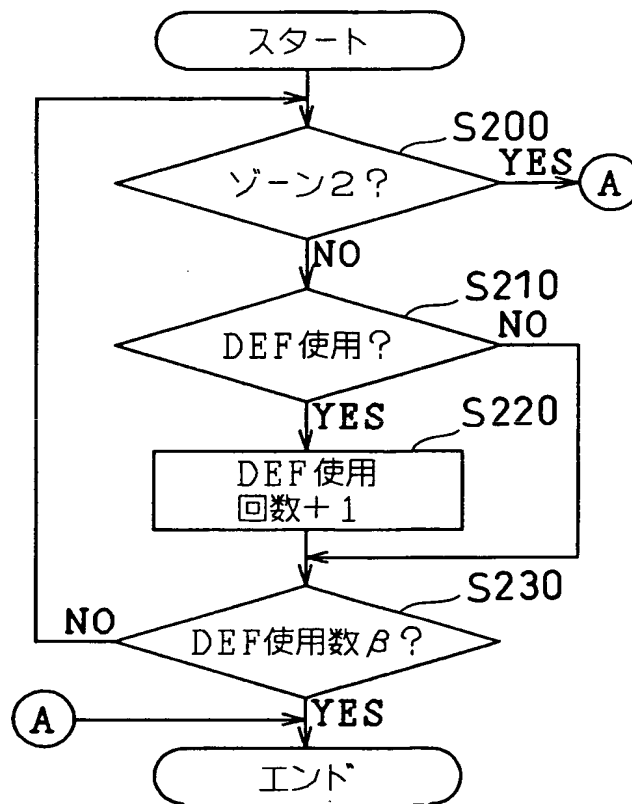 スタート
S200
ゾーン2?
YES
A
NO
S210
DEF使用?
NO
YES
S220
DEF使用
回数+1
S230
NO
DEF使用数β?
A
YES
エンド